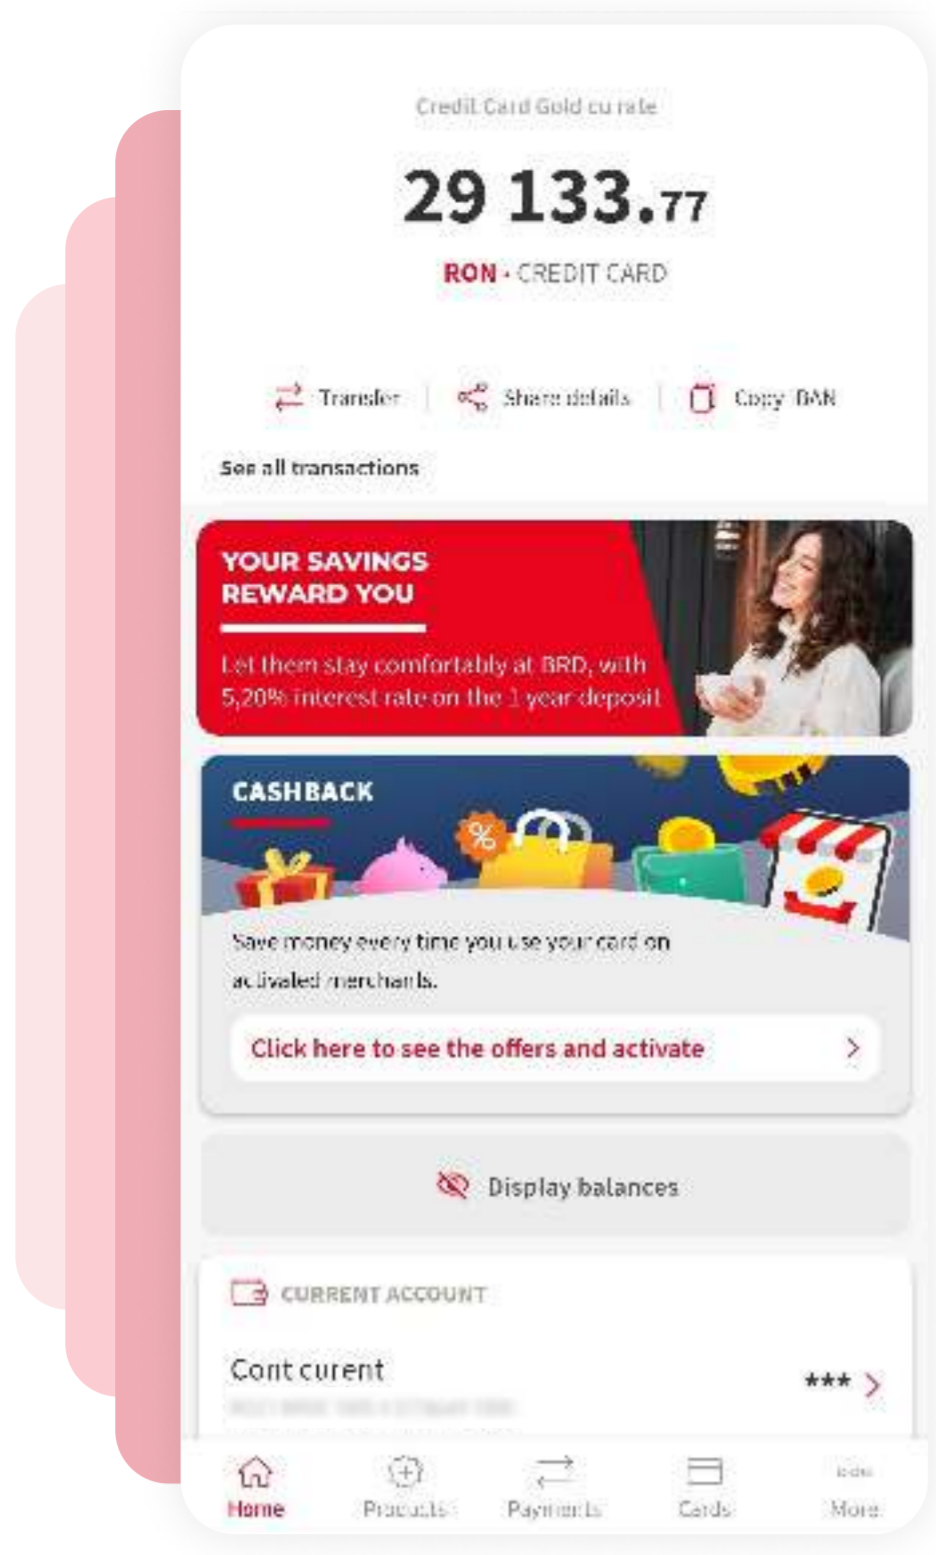 Credit Card Gold cu rate
29 133.77
RON · CREDIT CARD
Transfer
Share details
Copy IBAN
See all transactions
YOUR SAVINGS
REWARD YOU
Let them stay comfortably at BRD, with
5,20% interest rate on the 1 year deposit
CASHBACK
%
Save money every time you use your card on
activated merchants.
Click here to see the offers and activate
Display balances
CURRENT ACCOUNT
Cont curent
***
Home
Products
Payments
Cards
More